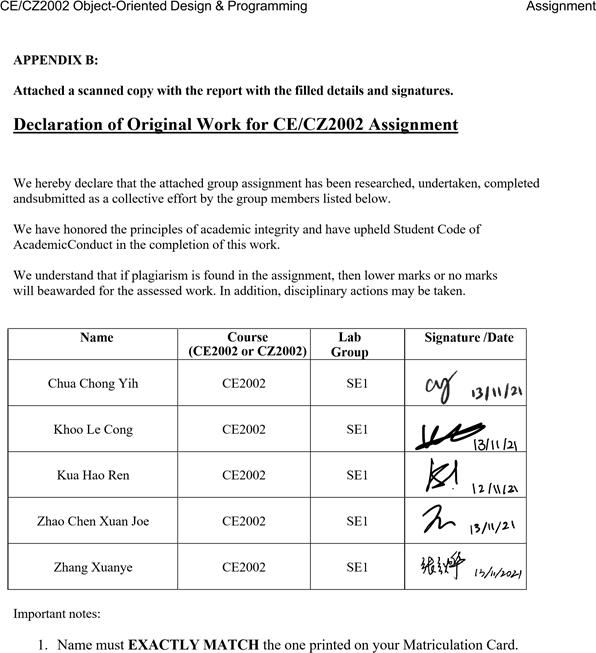 CE/CZ2002 Object-Oriented Design & Programming Assignment
APPENDIX B:
Attached a scanned copy with the report with the filled details and signatures.
Declaration of Original Work for CE/CZ2002 Assignment
We hereby declare that the attached group assignment has been researched, undertaken, completed
andsubmitted as a collective effort by the group members listed below.
We have honored the principles of academic integrity and have upheld Student Code of
AcademicConduct in the completion of this work.
We understand that if plagiarism is found in the assignment, then lower marks or no marks
will beawarded for the assessed work. In addition, disciplinary actions may be taken.
Name Course Lab Signature /Date
(CE2002 or CZ2002) Group
Chua Chong Yih CE2002 SE1 13/11/21
Khoo Le Cong CE2002 SE1 13/11/21
Kua Hao Ren CE2002 SE1 12/11/21
Zhao Chen Xuan Joe CE2002 SE1 13/11/21
Zhang Xuanye CE2002 SE1 13/11/2021
Important notes:
1. Name must EXACTLY MATCH the one printed on your Matriculation Card.